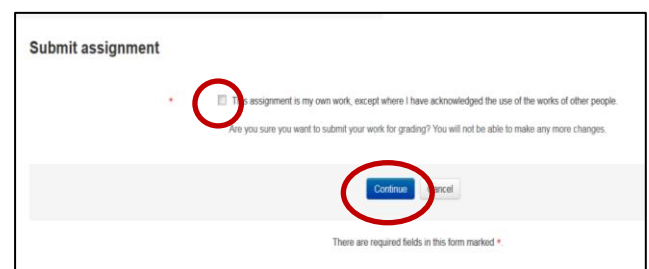 Submit assignment
* This assignment is my own work, except where I have acknowledged the use of the works of other people.
Are you sure you want to submit your work for grading? You will not be able to make any more changes.
Continue Cancel
There are required fields in this form marked *.